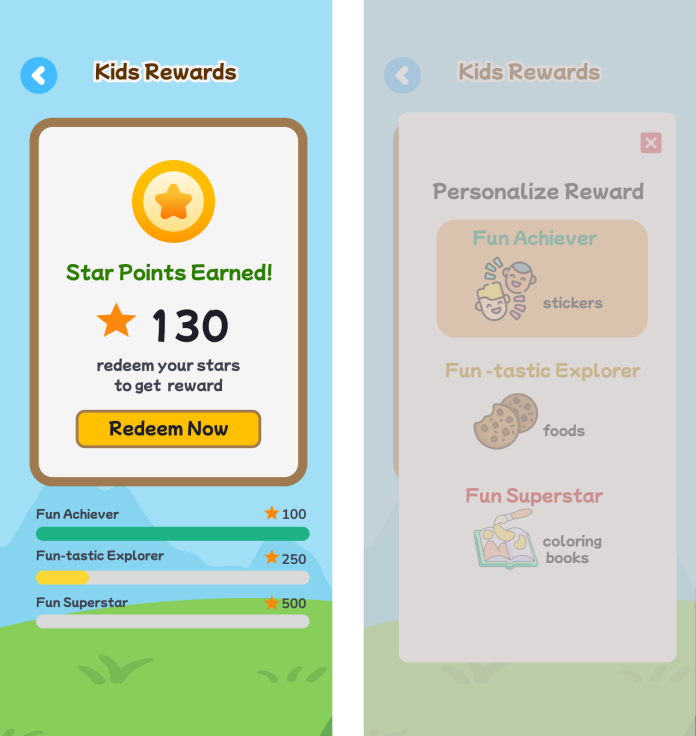 Kids Rewards
Star Points Earned!
130
redeem your stars
to get reward
Redeem Now
Fun Achiever
100
Fun-tastic Explorer
250
Fun Superstar
500
Kids Rewards
Personalize Reward
Fun Achiever
stickers
Fun -tastic Explorer
foods
Fun Superstar
coloring
books